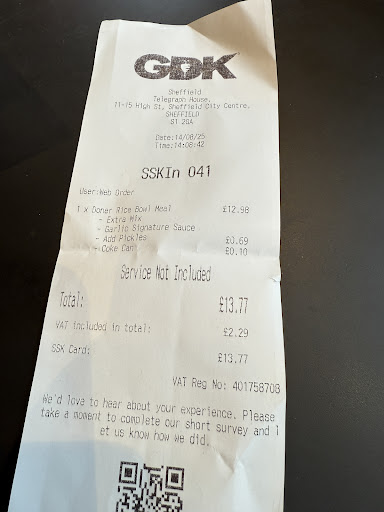 GDK
Sheffield
Telegraph House,
11-15 High St, Sheffield City Centre,
SHEFFIELD
S1 2GA
Date:14/08/25
Time:14:08:42
SSKIn 041
User:Web Order
1 x Doner Rice Bowl Meal £12.98
- Extra Mix
- Garlic Signature Sauce
- Add Pickles £0.69
- Coke Can £0.10
Service Not Included
Total: £13.77
VAT included in total: £2.29
SSK Card: £13.77
VAT Reg No: 401758708
We'd love to hear about your experience. Please
take a moment to complete our short survey and l
et us know how we did.